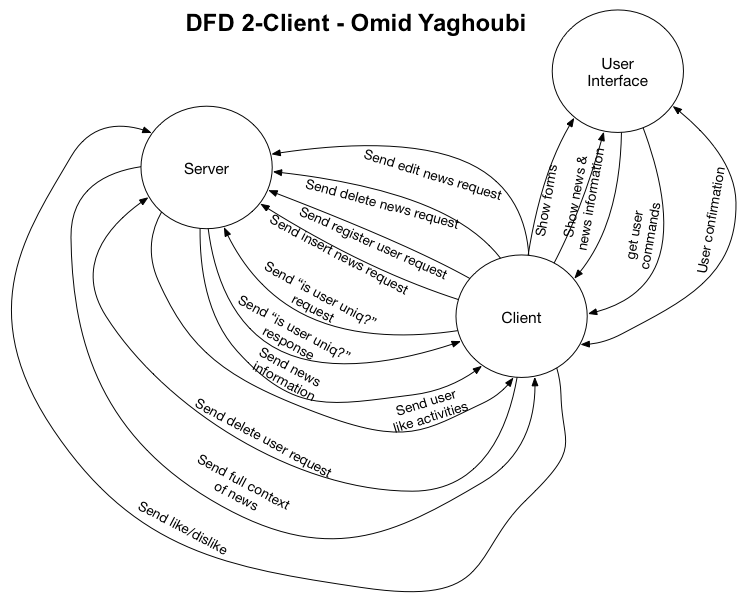 DFD 2-Client - Omid Yaghoubi
User
Interface
Server
Send edit news request
Send delete news request
Send register user request
Send insert news request
Show forms
Show news &
news information
get user
commands
User confirmation
Send “is user uniq?”
request
Client
Send “is user uniq?”
response
Send news
information
Send user
like activities
Send delete user request
Send full context
of news
Send like/dislike